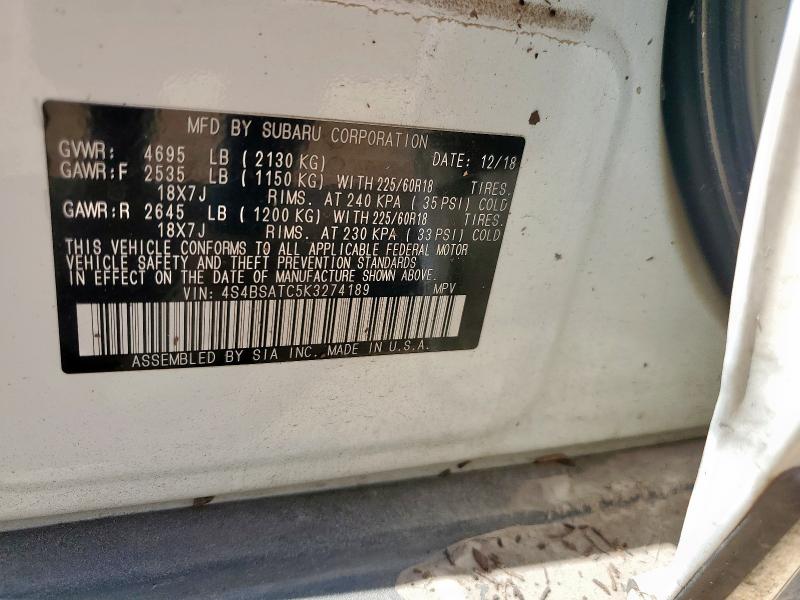 MFD BY SUBARU CORPORATION
GVWR: 4695 LB (2130 KG) DATE: 12/18
GAWR:F 2535 LB (1150 KG) WITH 225/60R18 TIRES.
18X7J RIMS. AT 240 KPA (35 PSI) COLD
GAWR:R 2645 LB (1200 KG) WITH 225/60R18 TIRES.
18X7J RIMS. AT 230 KPA (33 PSI) COLD
THIS VEHICLE CONFORMS TO ALL APPLICABLE FEDERAL MOTOR
VEHICLE SAFETY AND THEFT PREVENTION STANDARDS
IN EFFECT ON THE DATE OF MANUFACTURE SHOWN ABOVE.
VIN: 4S4BSATC5K3274189 MPV
ASSEMBLED BY SIA INC. MADE IN U.S.A.